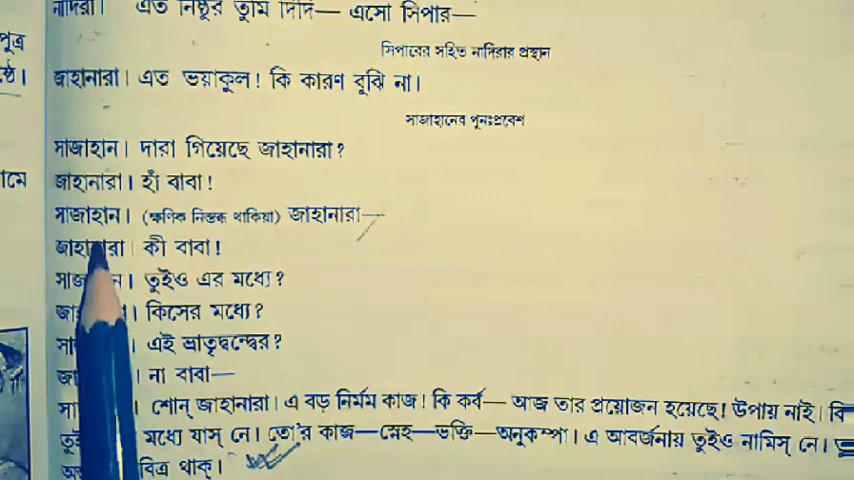 নাদিরা। এত নিষ্ঠুর তুমি দিদি— এসো সিপার—
সিপারের সহিত নাদিরার প্রস্থান
জাহানারা। এত ভয়াকুল! কি কারণ বুঝি না।
সাজাহানের পুনঃপ্রবেশ
সাজাহান। দারা গিয়েছে জাহানারা?
জাহানারা। হাঁ বাবা!
সাজাহান। (ক্ষণিক নিস্তব্ধ থাকিয়া) জাহানারা—
জাহানারা। কী বাবা!
তুইও এর মধ্যে?
কিসের মধ্যে?
এই ভ্রাতৃদ্বন্দ্বের?
না বাবা—
শোন্ জাহানারা। এ বড় নির্মম কাজ! কি কর্ব— আজ তার প্রয়োজন হয়েছে! উপায় নাই।
মধ্যে যাস্ নে। তো'র কাজ—স্নেহ—ভক্তি—অনুকম্পা। এ আবর্জনায় তুইও নামিস্ নে।
থাক্।
পুত্র